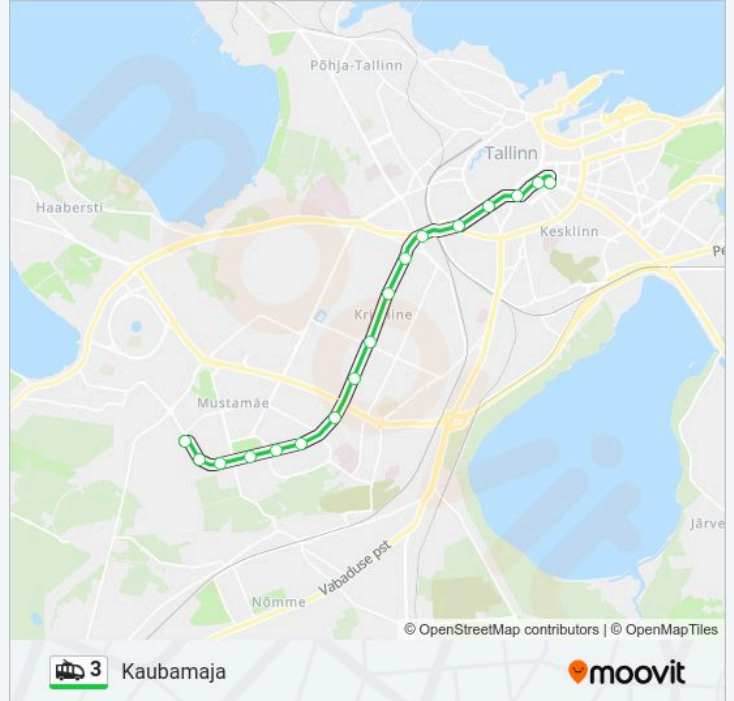 Põhja-Tallinn
Tallinn
Haabersti
Kesklinn
Pe
Kristiine
Mustamäe
Järve
Vabaduse pst
Nõmme
© OpenStreetMap contributors | © OpenMapTiles
3 Kaubamaja
moovit